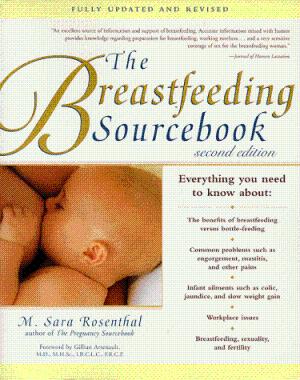 FULLY UPDATED AND REVISED
"An excellent source of information and support of breastfeeding. Accurate information mixed with humor
provides knowledge regarding preparation for breastfeeding, working mothers . . . and a very sensitive
coverage of sex for the breastfeeding woman."
—Journal of Human Lactation
The
Breastfeeding
Sourcebook
second edition
Everything you need
to know about:
The benefits of breastfeeding
versus bottle-feeding
Common problems such as
engorgement, mastitis,
and other pains
Infant ailments such as colic,
jaundice, and slow weight gain
Workplace issues
Breastfeeding, sexuality,
and fertility
M. Sara Rosenthal
author of The Pregnancy Sourcebook
Foreword by Gillian Arsenault,
M.D., M.H.Sc., I.B.C.L.C., F.R.C.P.